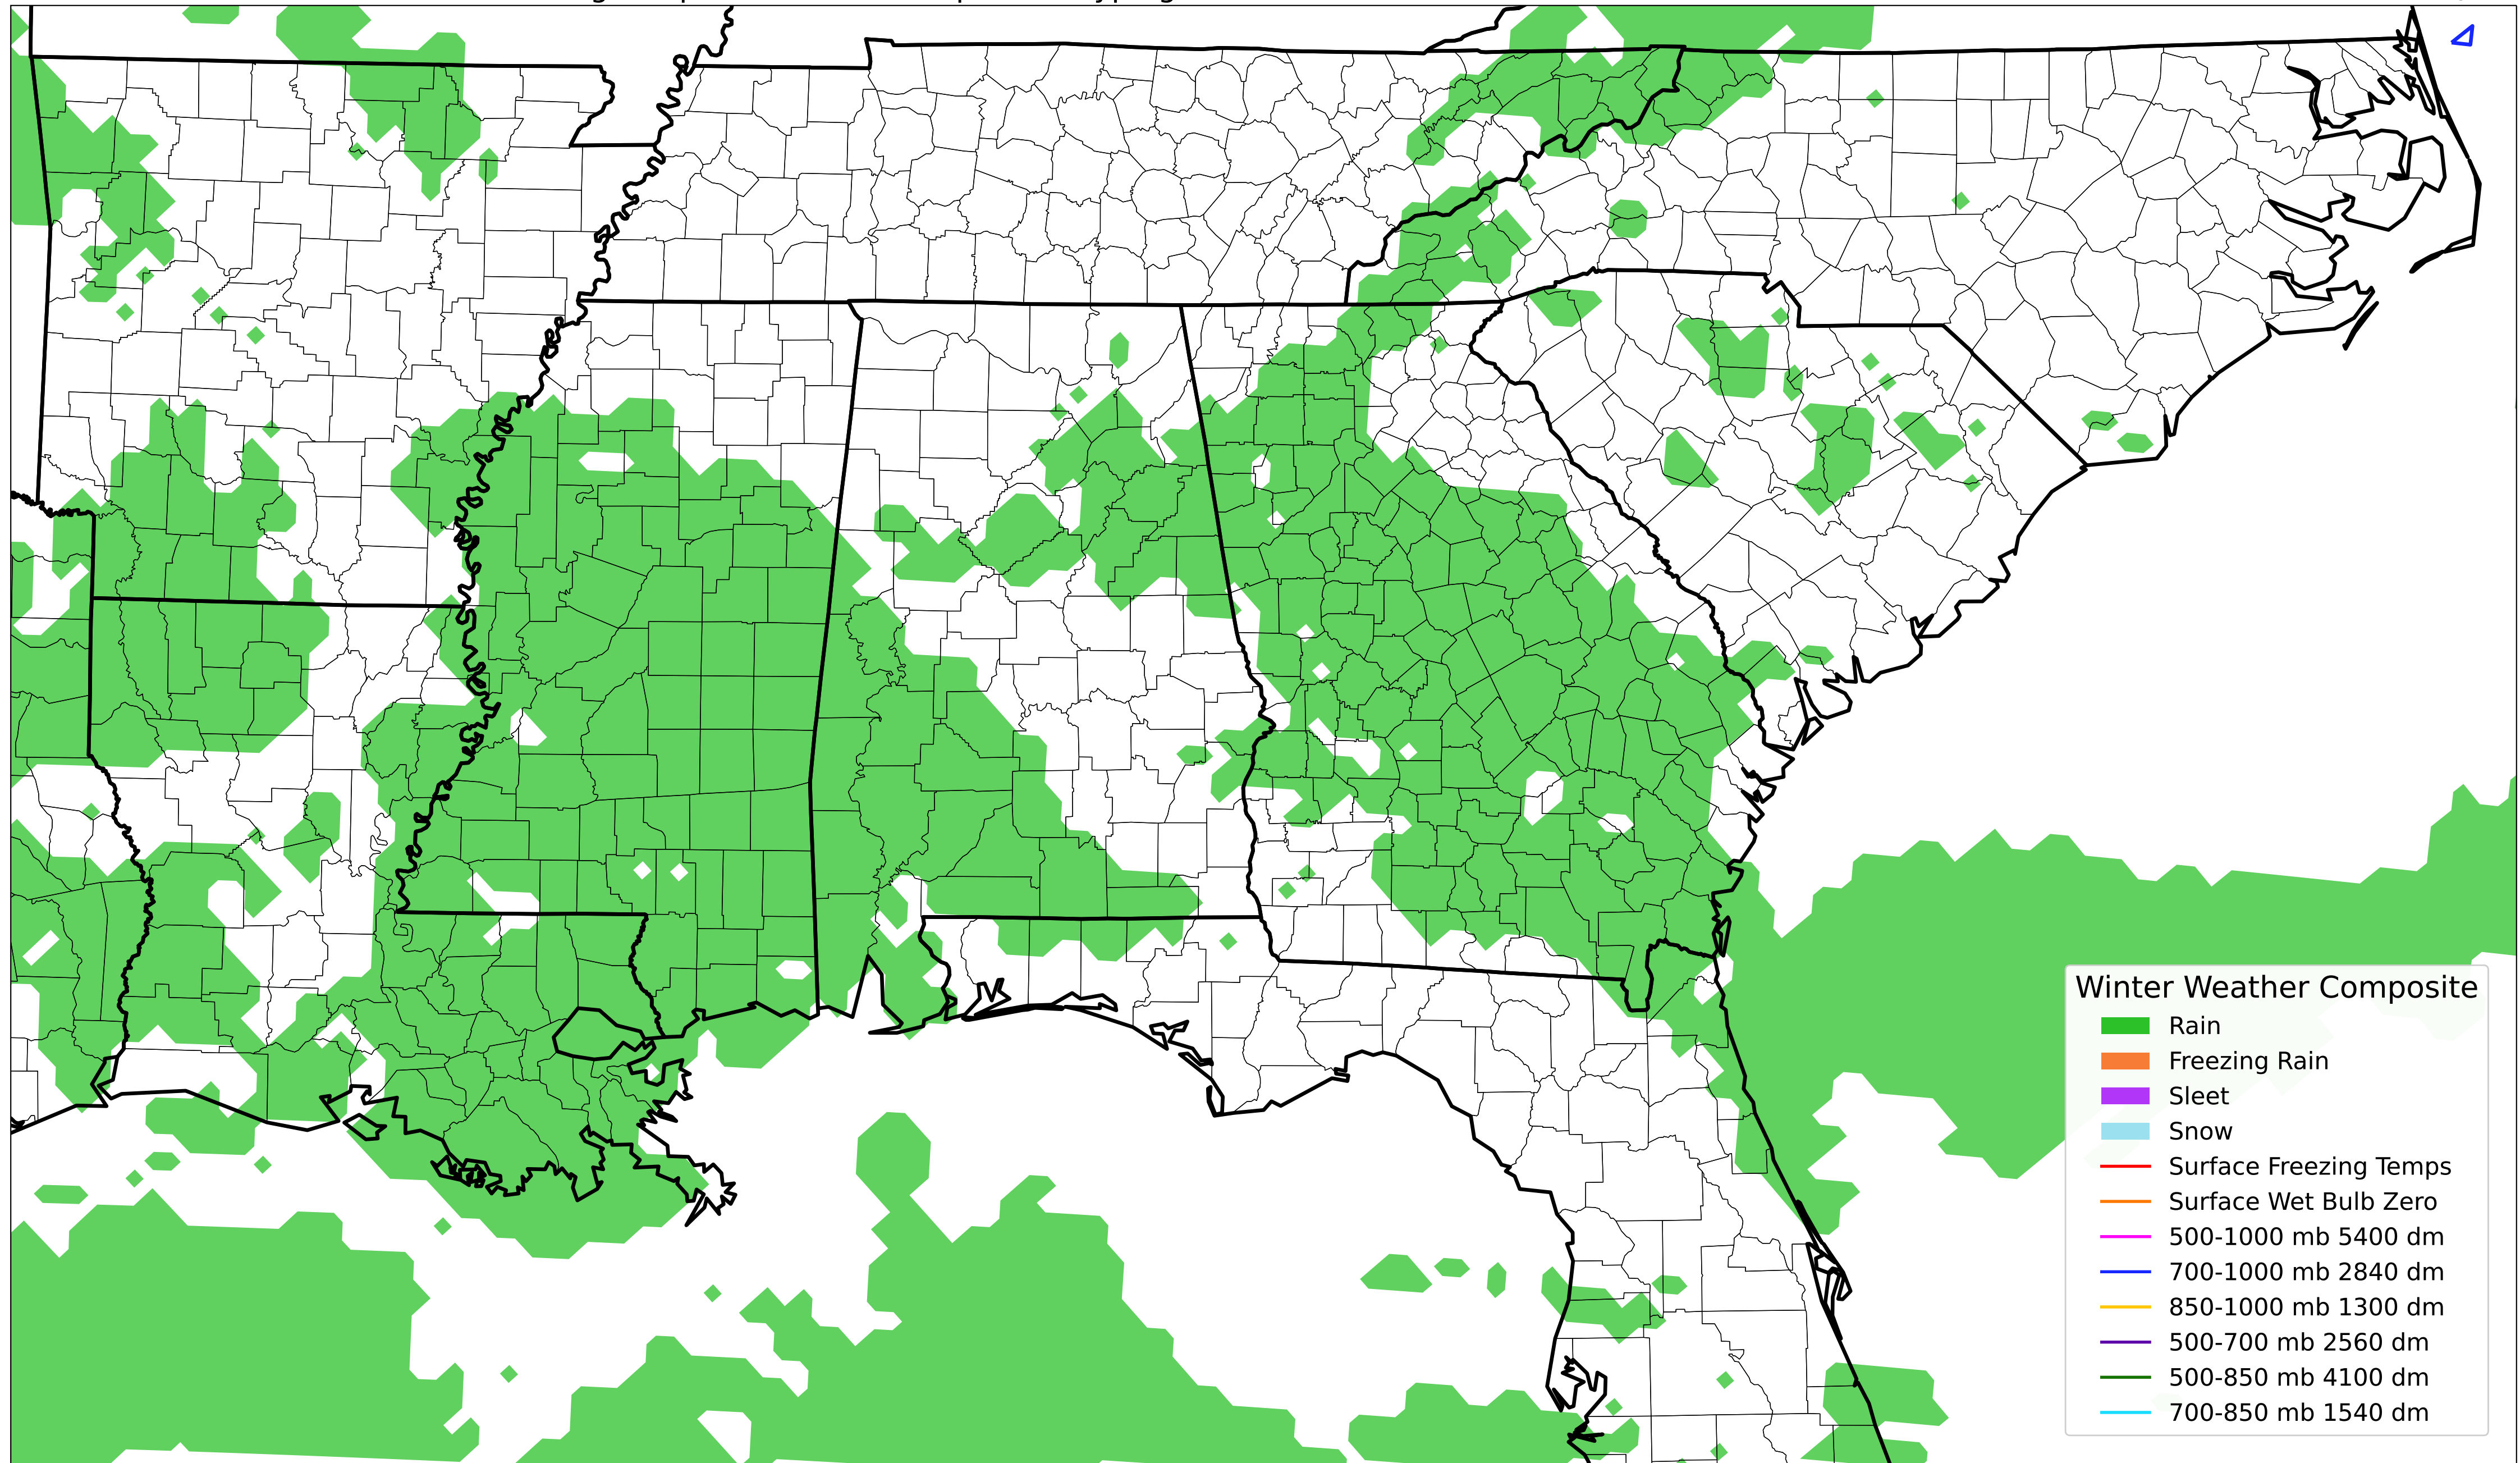 Winter Weather Composite
Rain
Freezing Rain
Sleet
Snow
Surface Freezing Temps
Surface Wet Bulb Zero
500-1000 mb 5400 dm
700-1000 mb 2840 dm
850-1000 mb 1300 dm
500-700 mb 2560 dm
500-850 mb 4100 dm
700-850 mb 1540 dm